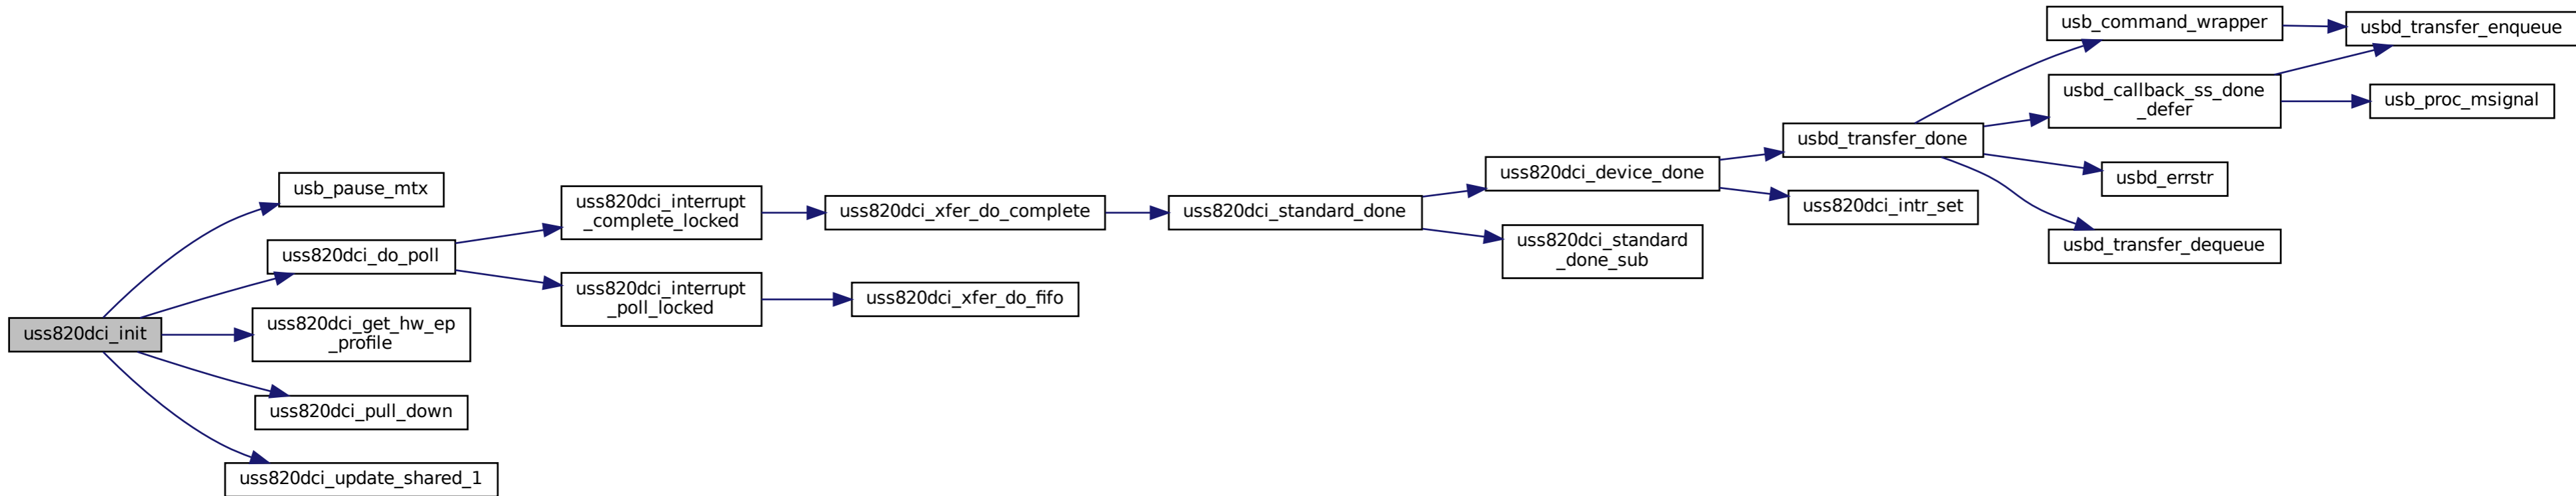 uss820dci_init
usb_pause_mtx
uss820dci_do_poll
uss820dci_get_hw_ep
_profile
uss820dci_pull_down
uss820dci_update_shared_1
uss820dci_interrupt
_complete_locked
uss820dci_interrupt
_poll_locked
uss820dci_xfer_do_complete
uss820dci_xfer_do_fifo
uss820dci_standard_done
uss820dci_device_done
uss820dci_standard
_done_sub
usbd_transfer_done
uss820dci_intr_set
usb_command_wrapper
usbd_callback_ss_done
_defer
usbd_errstr
usbd_transfer_dequeue
usbd_transfer_enqueue
usb_proc_msignal